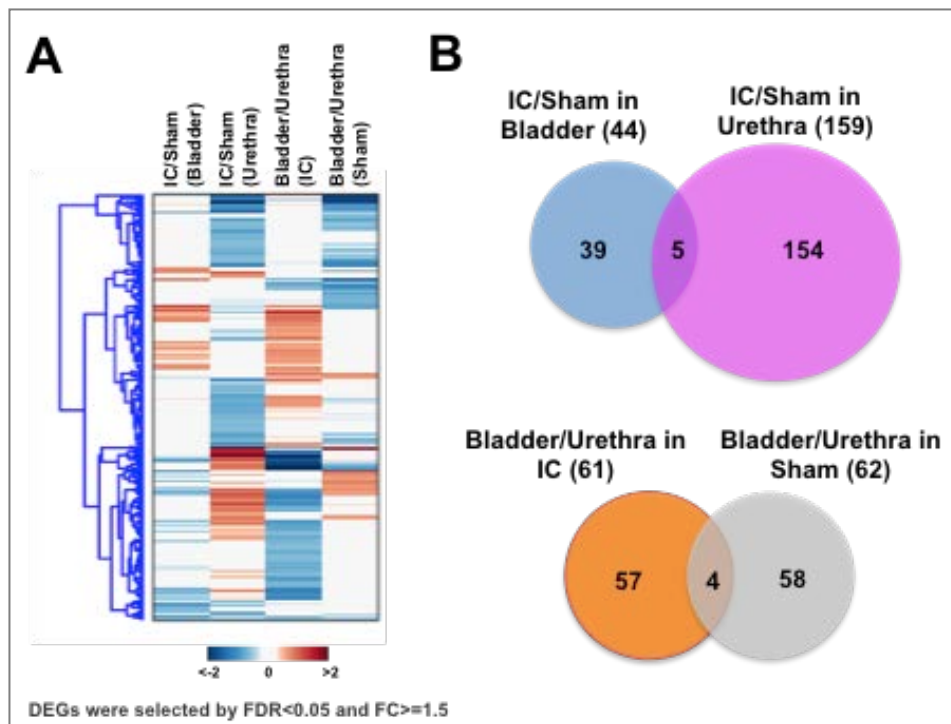 A
IC/Sham
(Bladder)
IC/Sham
(Urethra)
Bladder/Urethra
(IC)
Bladder/Urethra
(Sham)
<-2
0
>2
DEGs were selected by FDR<0.05 and FC>=1.5
B
IC/Sham in
Bladder (44)
IC/Sham in
Urethra (159)
39
5
154
Bladder/Urethra in
IC (61)
Bladder/Urethra in
Sham (62)
57
4
58